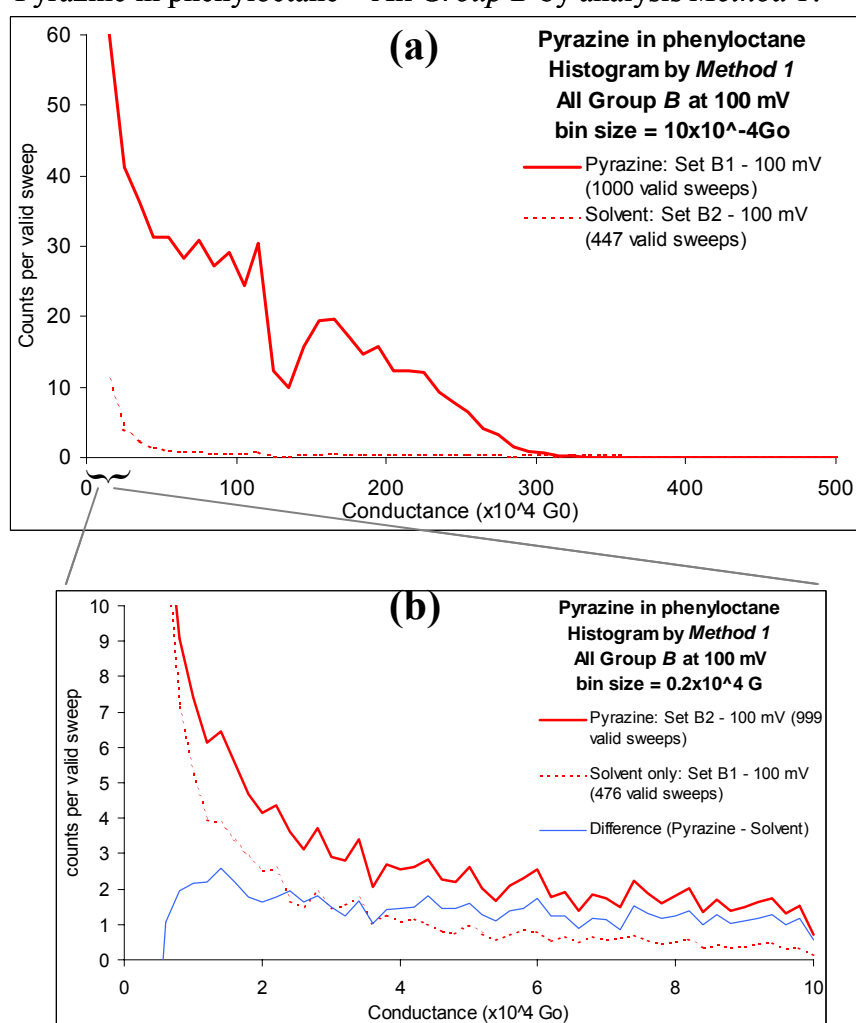 Pyrazine in phenyloctane – All Group B by analysis Method 1.
(a)
Pyrazine in phenyloctane
Histogram by Method 1
All Group B at 100 mV
bin size = 10x10^-4Go
Pyrazine: Set B1 - 100 mV
(1000 valid sweeps)
Solvent: Set B2 - 100 mV
(447 valid sweeps)
Counts per valid sweep
60
50
40
30
20
10
0
0 100 200 300 400 500
Conductance (x10^4 G0)
(b)
Pyrazine in phenyloctane
Histogram by Method 1
All Group B at 100 mV
bin size = 0.2x10^4 G
Pyrazine: Set B2 - 100 mV (999
valid sweeps)
Solvent only: Set B1 - 100 mV
(476 valid sweeps)
Difference (Pyrazine - Solvent)
counts per valid sweep
10
9
8
7
6
5
4
3
2
1
0
0 2 4 6 8 10
Conductance (x10^4 Go)